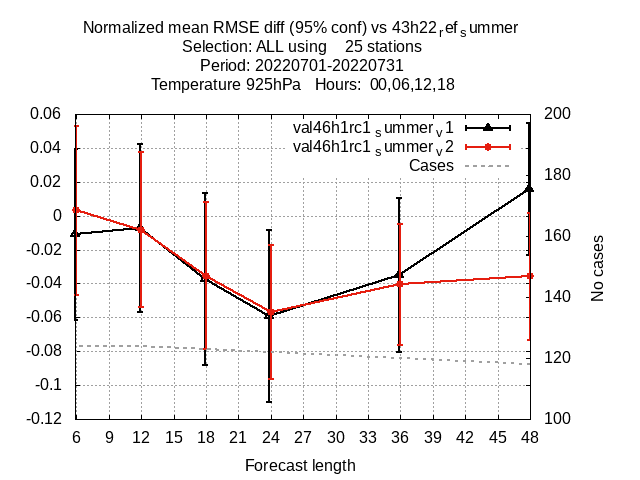 Normalized mean RMSE diff (95% conf) vs 43h22refsummer
Selection: ALL using 25 stations
Period: 20220701-20220731
Temperature 925hPa Hours: 00,06,12,18
0.06
0.04
0.02
0
-0.02
-0.04
-0.06
-0.08
-0.1
-0.12
val46h1rc1summerv1
val46h1rc1summerv2
Cases
200
180
160
140
120
100
No cases
6 9 12 15 18 21 24 27 30 33 36 39 42 45 48
Forecast length